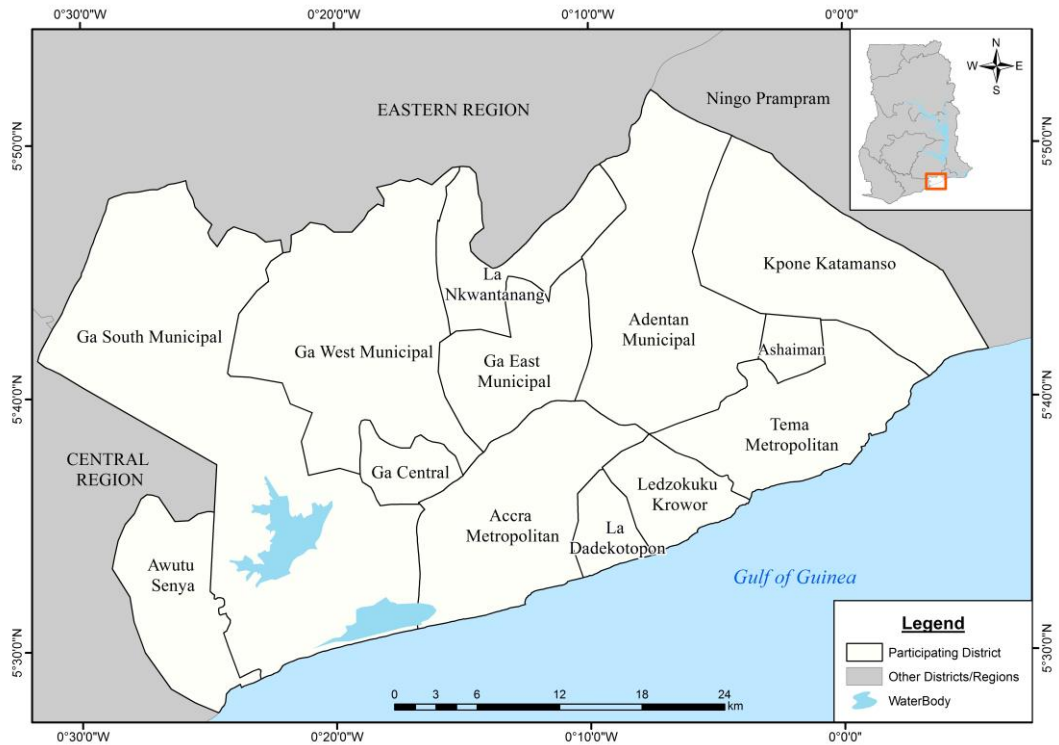 0°30'0"W
0°20'0"W
0°10'0"W
0°0'0"
N
W
E
S
Ningo Prampram
EASTERN REGION
5°50'0"N
5°50'0"N
Kpone Katamanso
La
Nkwantanang
Adentan
Municipal
Ga South Municipal
Ga West Municipal
Ashaiman
Ga East
Municipal
5°40'0"N
5°40'0"N
Tema
Metropolitan
CENTRAL
REGION
Ga Central
Ledzokuku
Krowor
Accra
Metropolitan
La
Dadekotopon
Awutu
Senya
Gulf of Guinea
Legend
Participating District
Other Districts/Regions
WaterBody
5°30'0"N
5°30'0"N
0 3 6 12 18 24
km
0°30'0"W
0°20'0"W
0°10'0"W
0°0'0"